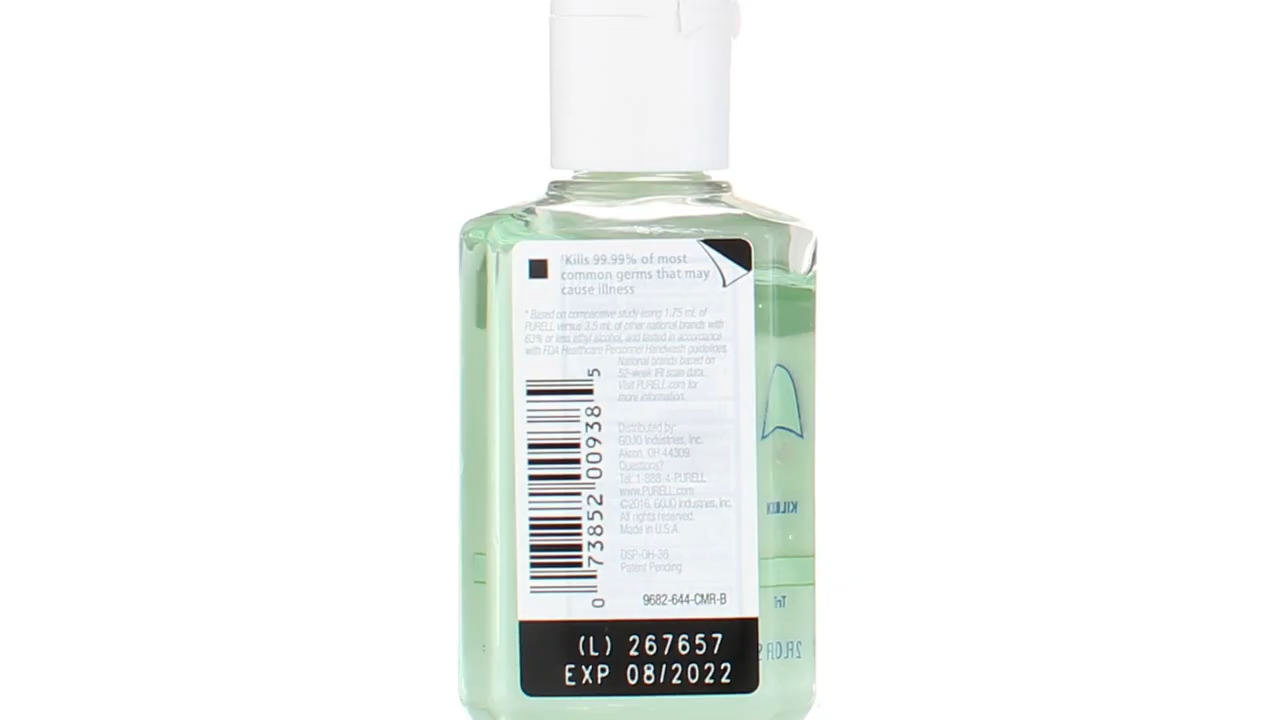 †Kills 99.99% of most
common germs that may
cause illness
* Based on comparative study using 1.75 mL of
PURELL versus 3.5 mL of other national brands with
63% or less ethyl alcohol, and tested in accordance
with FDA Healthcare Personnel Handwash guidelines.
National brands based on
52-week IRI scan data.
Visit PURELL.com for
more information.
Distributed by:
GOJO Industries, Inc.
Akron, OH 44309
Questions?
Tel: 1-888-4-PURELL
www.PURELL.com
©2016. GOJO Industries, Inc.
All rights reserved.
Made in U.S.A.
DSP-OH-36
Patent Pending
9682-644-CMR-B
0 73852 00938 5
(L) 267657
EXP 08/2022